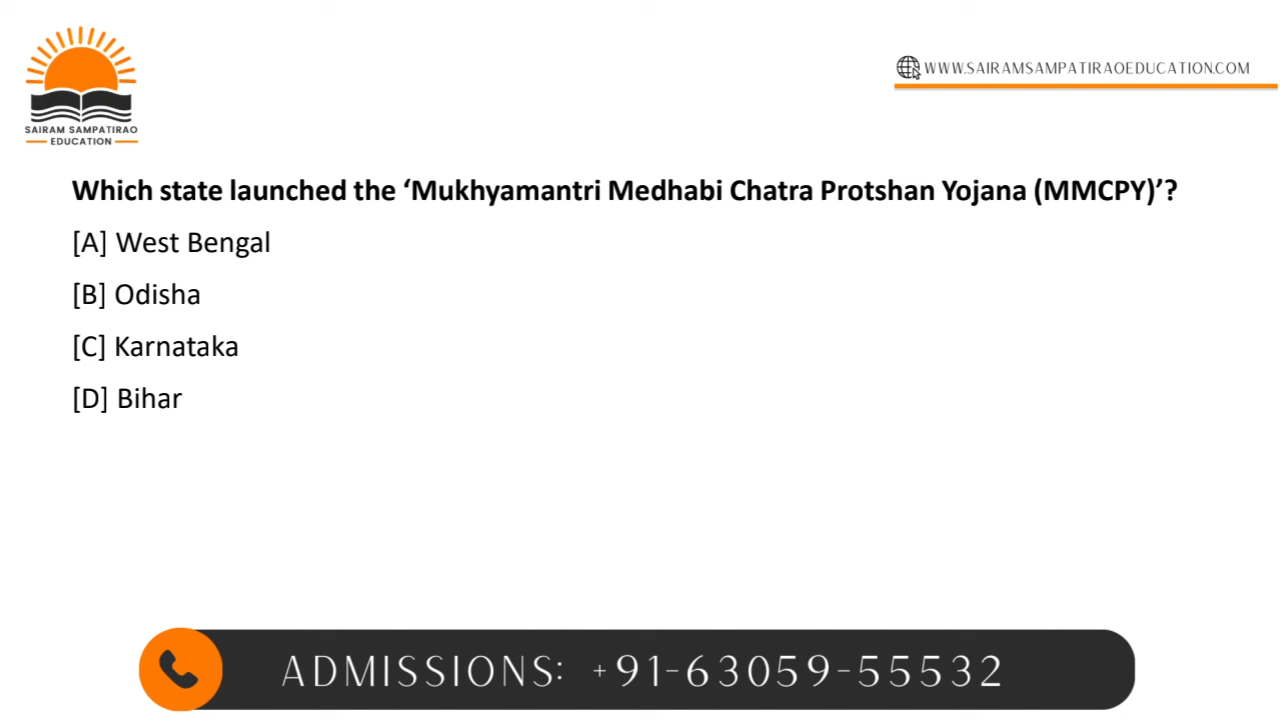 SAIRAM SAMPATIRAO
EDUCATION
WWW.SAIRAMSAMPATIRAOEDUCATION.COM
Which state launched the ‘Mukhyamantri Medhabi Chatra Protshan Yojana (MMCPY)’?
[A] West Bengal
[B] Odisha
[C] Karnataka
[D] Bihar
ADMISSIONS: +91-63059-55532